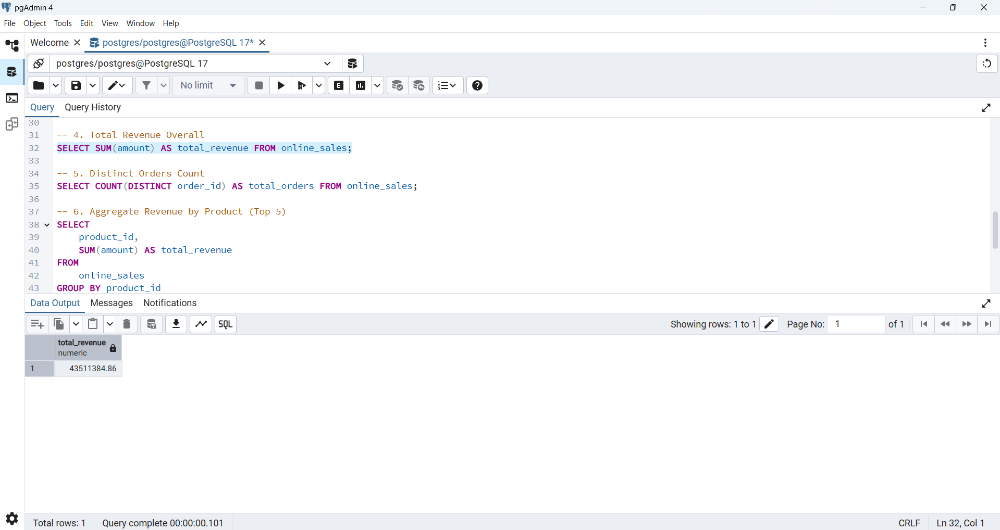 pgAdmin 4
File Object Tools Edit View Window Help
Welcome postgres/postgres@PostgreSQL 17*
postgres/postgres@PostgreSQL 17
No limit E
Query Query History
30
31 -- 4. Total Revenue Overall
32 SELECT SUM(amount) AS total_revenue FROM online_sales;
33
34 -- 5. Distinct Orders Count
35 SELECT COUNT(DISTINCT order_id) AS total_orders FROM online_sales;
36
37 -- 6. Aggregate Revenue by Product (Top 5)
38 SELECT
39 product_id,
40 SUM(amount) AS total_revenue
41 FROM
42 online_sales
43 GROUP BY product_id
Data Output Messages Notifications
SQL Showing rows: 1 to 1 Page No: 1 of 1
total_revenue
numeric
1 43511384.86
Total rows: 1 Query complete 00:00:00.101 CRLF Ln 32, Col 1